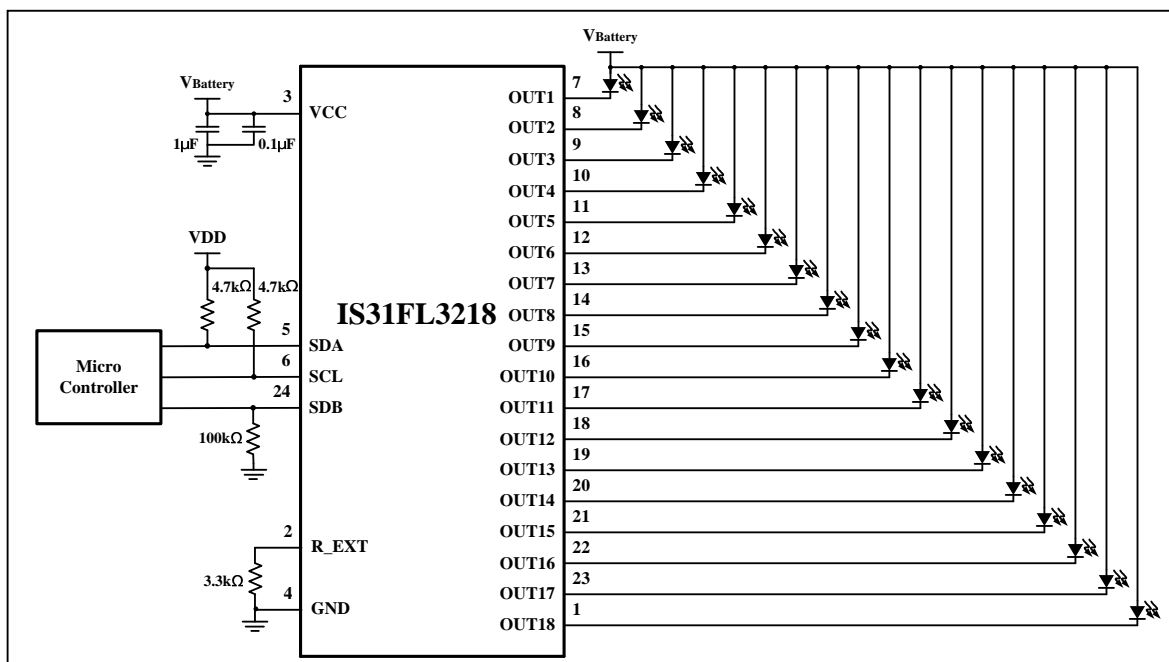 VBattery
VBattery
7
OUT1
3
VCC
8
OUT2
1µF
0.1µF
9
OUT3
10
OUT4
11
OUT5
VDD
12
OUT6
4.7kΩ
4.7kΩ
13
OUT7
IS31FL3218
14
OUT8
Micro
Controller
5
SDA
15
OUT9
6
SCL
16
OUT10
24
SDB
17
OUT11
100kΩ
18
OUT12
19
OUT13
20
OUT14
2
R_EXT
21
OUT15
3.3kΩ
22
OUT16
4
GND
23
OUT17
1
OUT18